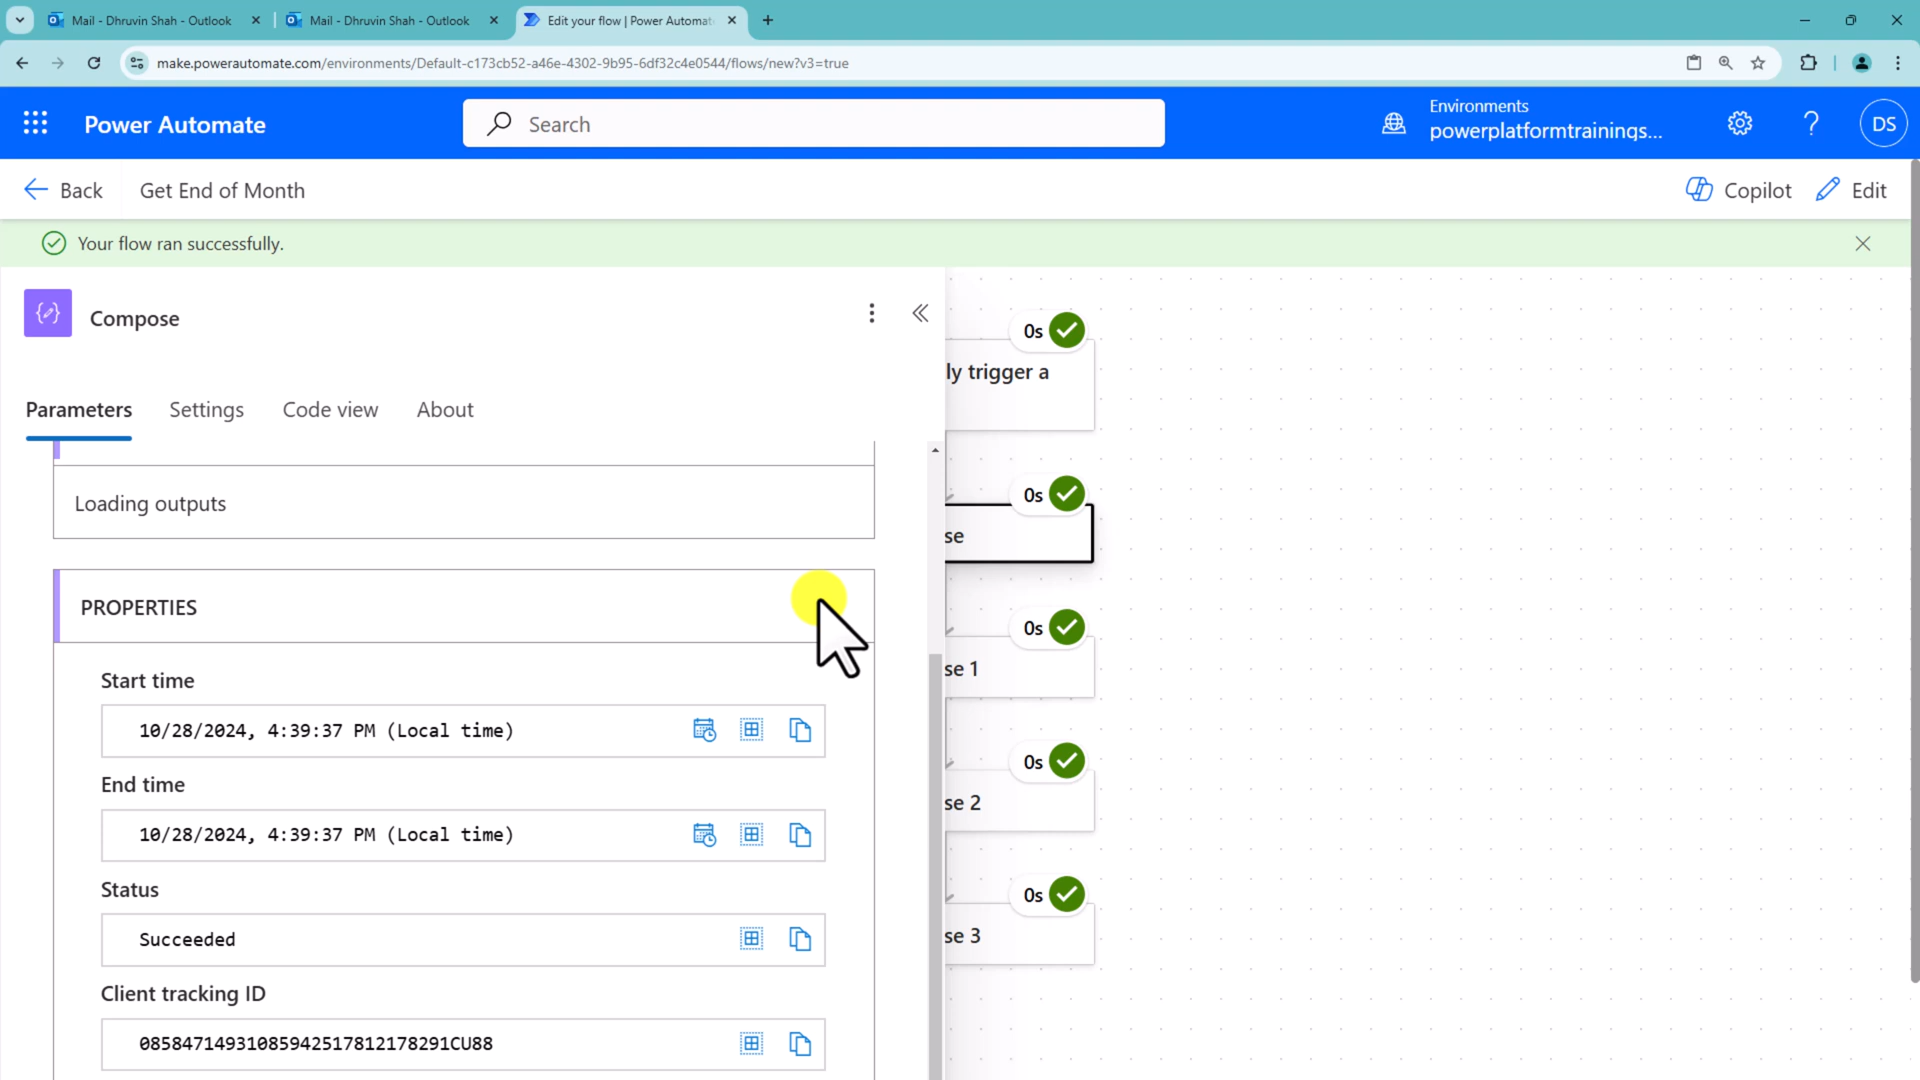 Mail - Dhruvin Shah - Outlook
Mail - Dhruvin Shah - Outlook
Edit your flow | Power Automat
make.powerautomate.com/environments/Default-c173cb52-a46e-4302-9b95-6df32c4e0544/flows/new?v3=true
Power Automate
Search
Environments
powerplatformtrainings...
DS
Back
Get End of Month
Copilot
Edit
Your flow ran successfully.
Compose
Parameters
Settings
Code view
About
Loading outputs
PROPERTIES
Start time
10/28/2024, 4:39:37 PM (Local time)
End time
10/28/2024, 4:39:37 PM (Local time)
Status
Succeeded
Client tracking ID
08584714931085942517812178291CU88
0s
ly trigger a
0s
se
0s
se 1
0s
se 2
0s
se 3